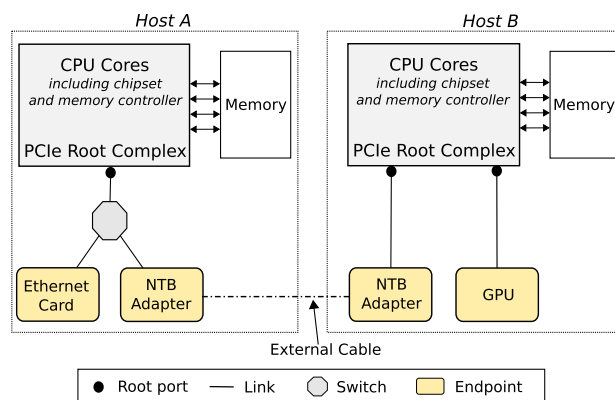 Host A
Host B
CPU Cores
including chipset
and memory controller
PCIe Root Complex
Memory
CPU Cores
including chipset
and memory controller
PCIe Root Complex
Memory
Ethernet
Card
NTB
Adapter
NTB
Adapter
GPU
External Cable
Root port
Link
Switch
Endpoint